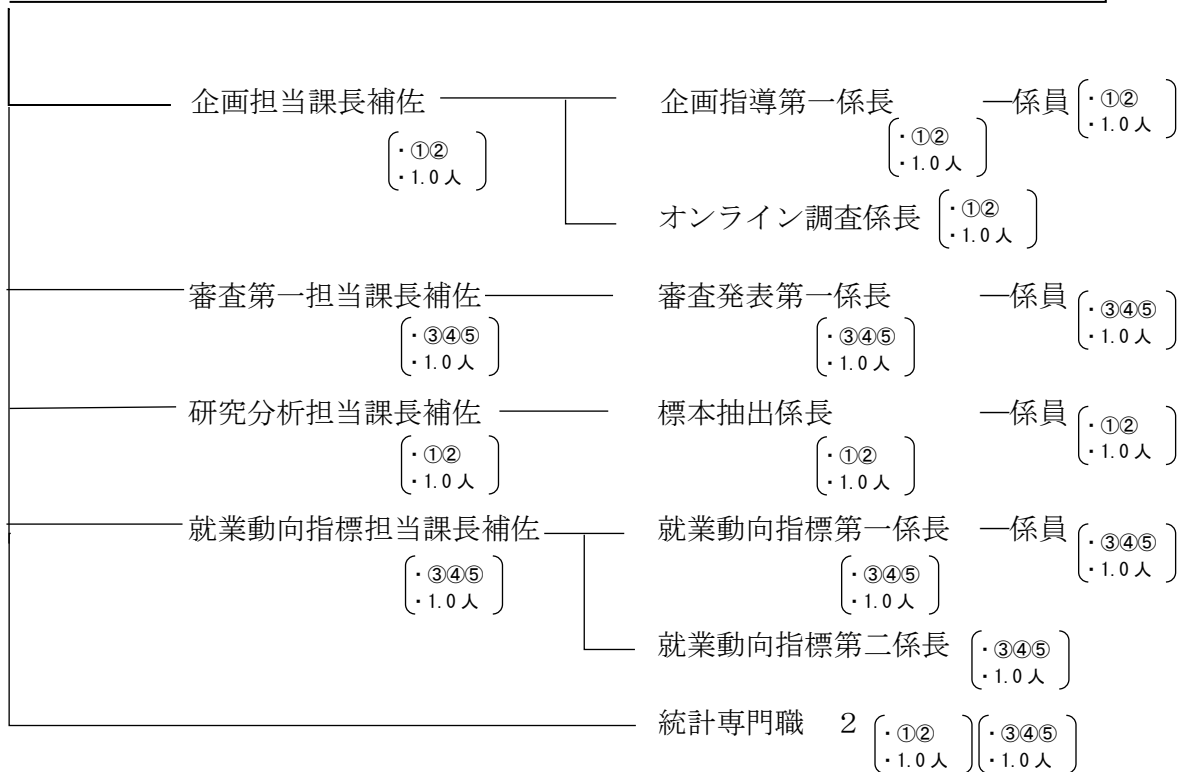 企画担当課長補佐 企画指導第一係長 ―係員 ・①②
・1.0人
・①②
・1.0人
・①②
・1.0人
オンライン調査係長 ・①②
・1.0人
審査第一担当課長補佐 審査発表第一係長 ―係員 ・③④⑤
・1.0人
・③④⑤
・1.0人
・③④⑤
・1.0人
研究分析担当課長補佐 標本抽出係長 ―係員 ・①②
・1.0人
・①②
・1.0人
・①②
・1.0人
就業動向指標担当課長補佐 就業動向指標第一係長 ―係員 ・③④⑤
・1.0人
・③④⑤
・1.0人
・③④⑤
・1.0人
就業動向指標第二係長 ・③④⑤
・1.0人
統計専門職 2 ・①② ・③④⑤
・1.0人 ・1.0人